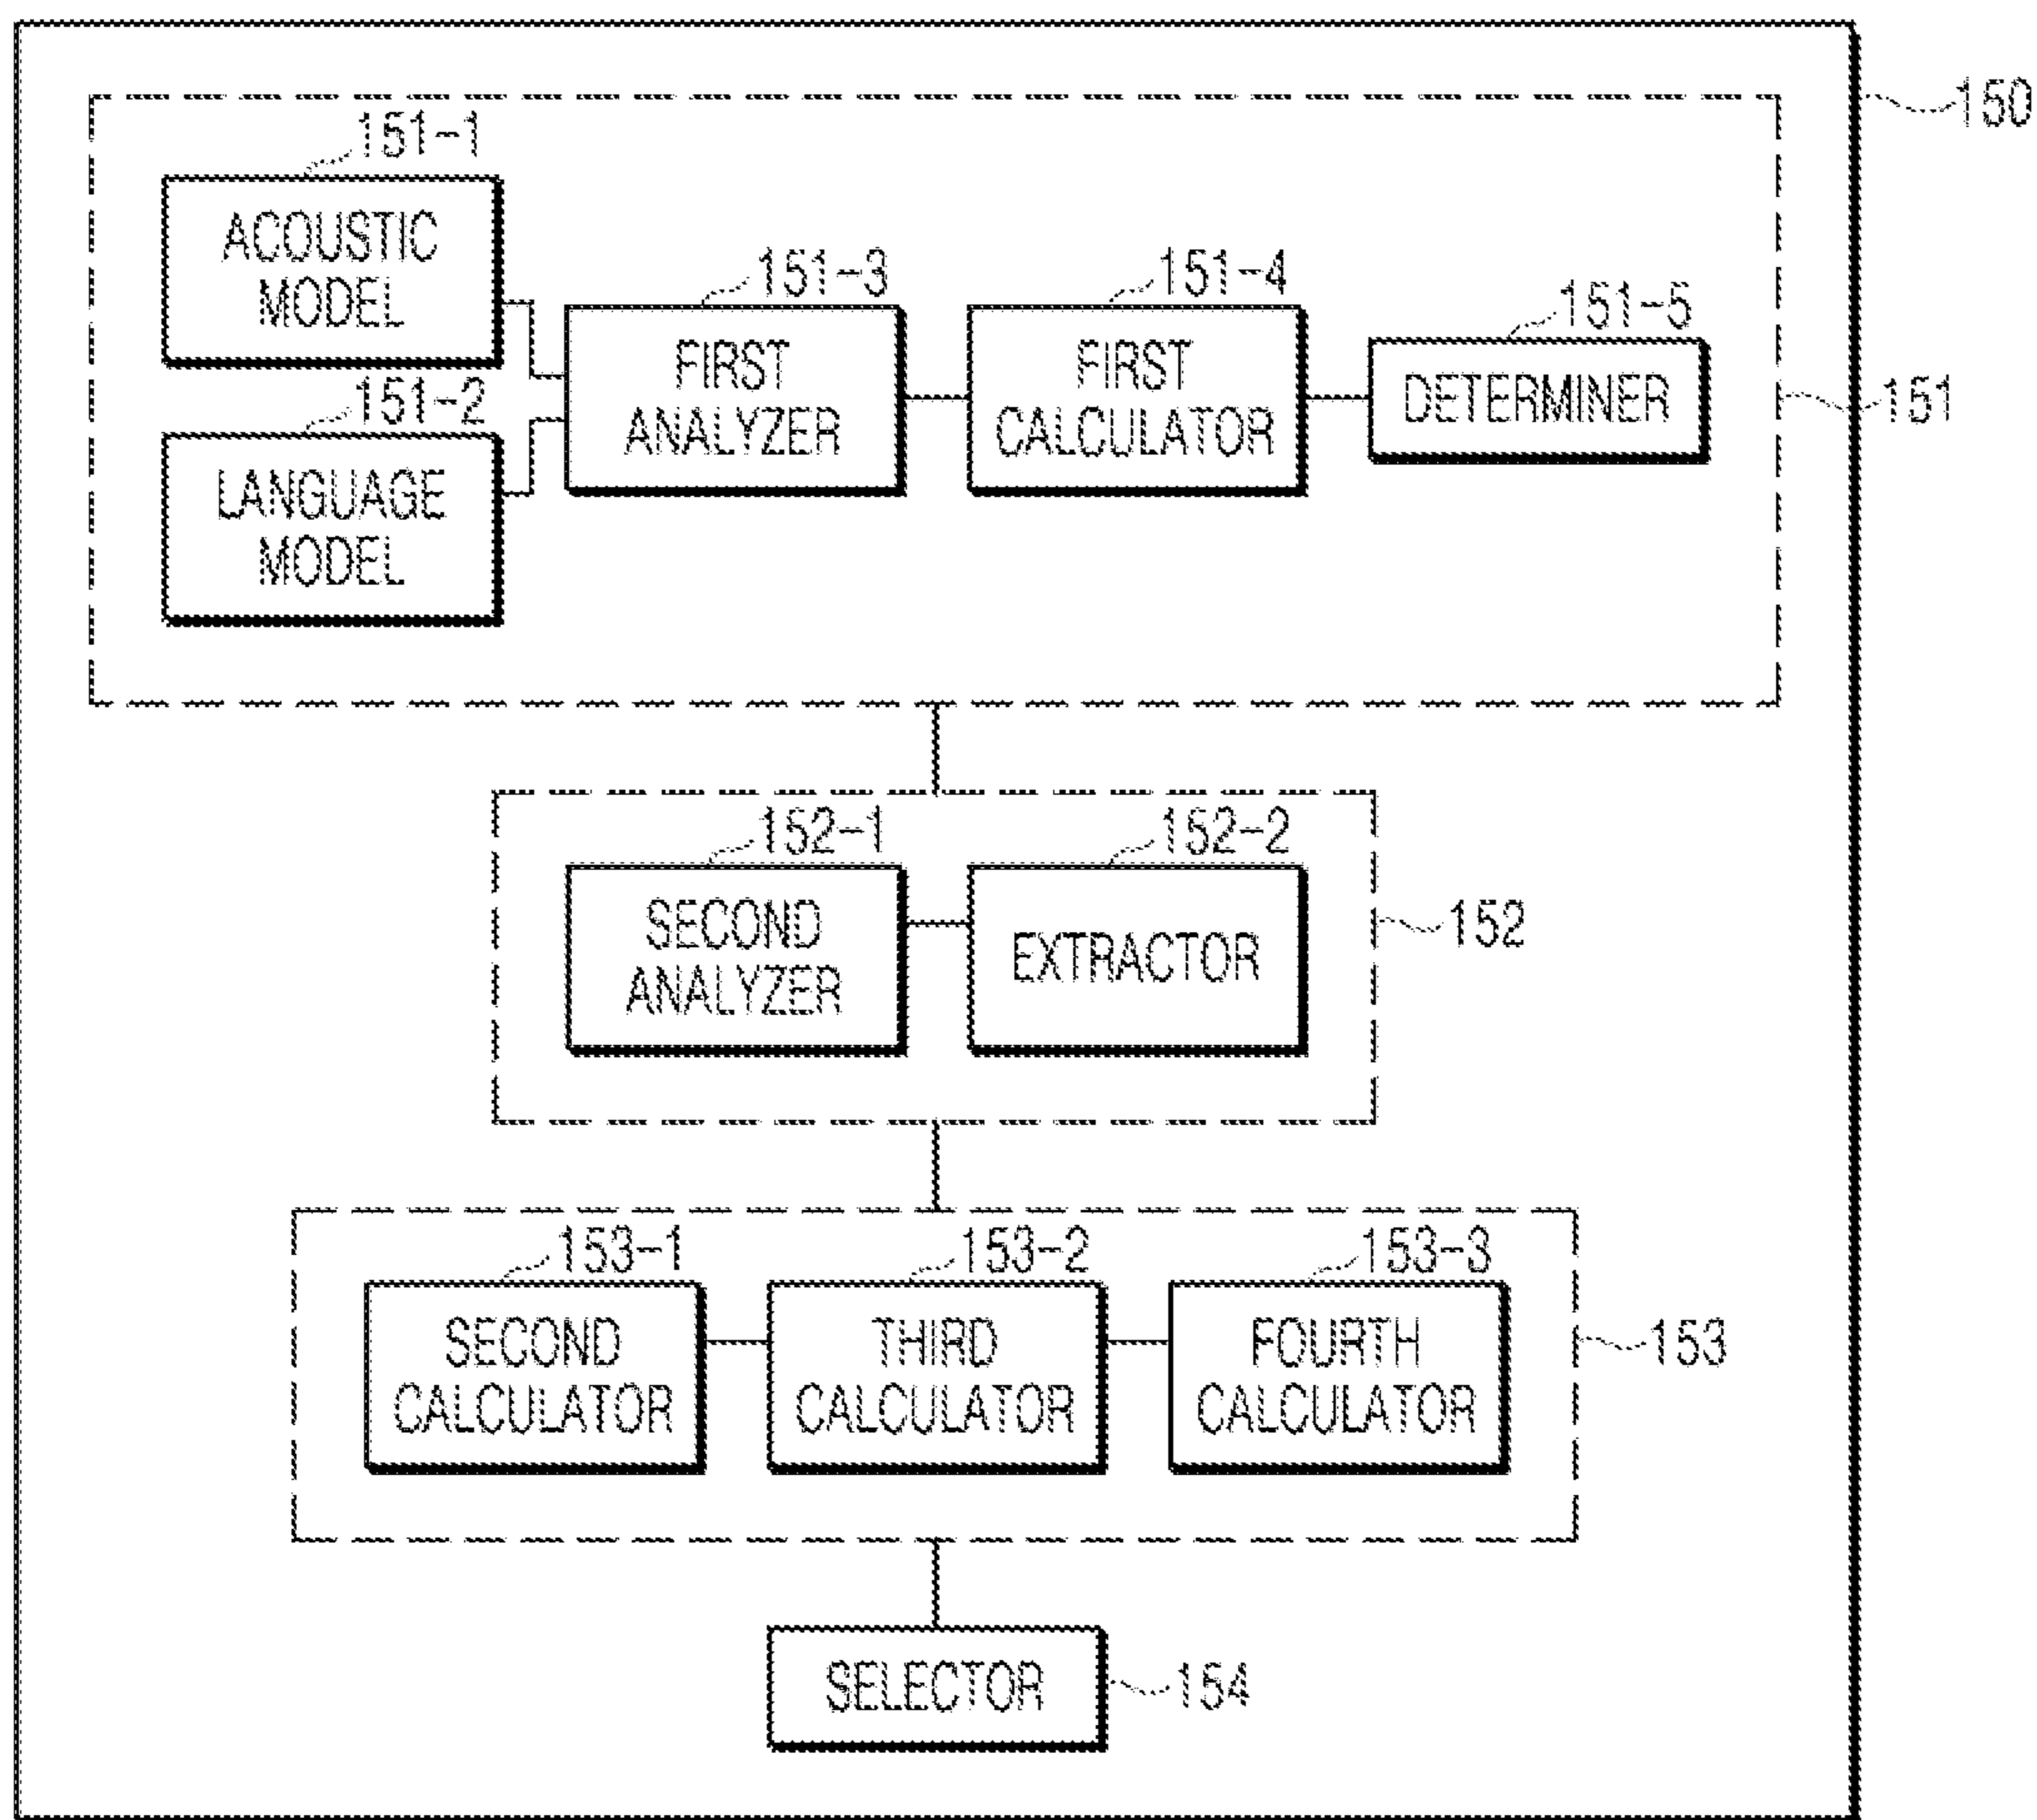 150
151-1
ACOUSTIC
MODEL
151-2
LANGUAGE
MODEL
151-3
FIRST
ANALYZER
151-4
FIRST
CALCULATOR
151-5
DETERMINER
151
152-1
SECOND
ANALYZER
152-2
EXTRACTOR
152
153-1
SECOND
CALCULATOR
153-2
THIRD
CALCULATOR
153-3
FOURTH
CALCULATOR
153
SELECTOR
154